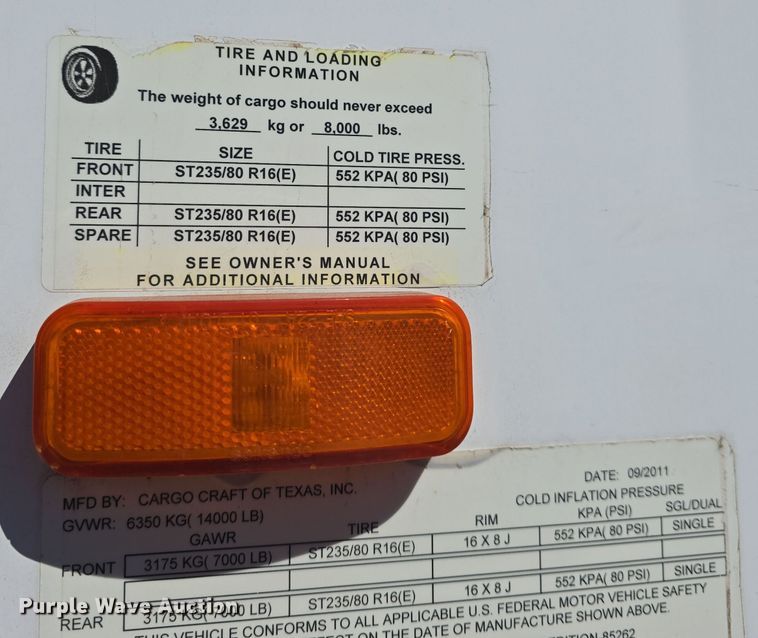 TIRE AND LOADING
INFORMATION
The weight of cargo should never exceed
3,629 kg or 8,000 lbs.
TIRE SIZE COLD TIRE PRESS.
FRONT ST235/80 R16(E) 552 KPA( 80 PSI)
INTER
REAR ST235/80 R16(E) 552 KPA( 80 PSI)
SPARE ST235/80 R16(E) 552 KPA( 80 PSI)
SEE OWNER'S MANUAL
FOR ADDITIONAL INFORMATION
DATE: 09/2011
MFD BY: CARGO CRAFT OF TEXAS, INC.
COLD INFLATION PRESSURE
GVWR: 6350 KG( 14000 LB)
GAWR TIRE RIM KPA (PSI) SGL/DUAL
FRONT 3175 KG( 7000 LB) ST235/80 R16(E) 16 X 8 J 552 KPA( 80 PSI) SINGLE
REAR 3175 KG( 7000 LB) ST235/80 R16(E) 16 X 8 J 552 KPA( 80 PSI) SINGLE
THIS VEHICLE CONFORMS TO ALL APPLICABLE U.S. FEDERAL MOTOR VEHICLE SAFETY
EFFECT ON THE DATE OF MANUFACTURE SHOWN ABOVE.
85262
Purple Wave Auction